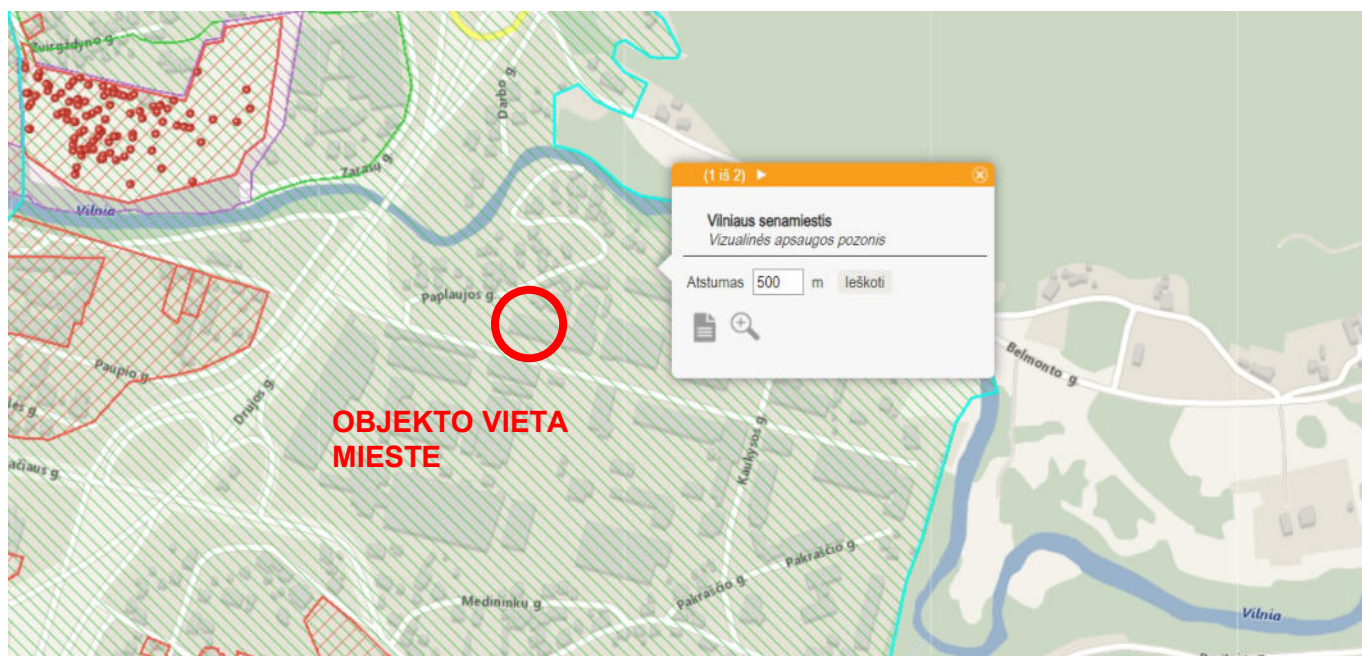 Žvirgždyno g.
Darbo g.
Zarasų g.
Vilnia
(1 iš 2)
Vilniaus senamiestis
Vizualinės apsaugos pozonis
Atstumas 500 m Ieškoti
Paplaujos g.
Paupio g.
Drujos g.
Belmonto g.
OBJEKTO VIETA
MIESTE
Kaukysos g.
Pakraščio g.
Pakraščio g.
Medininkų g.
Vilnia